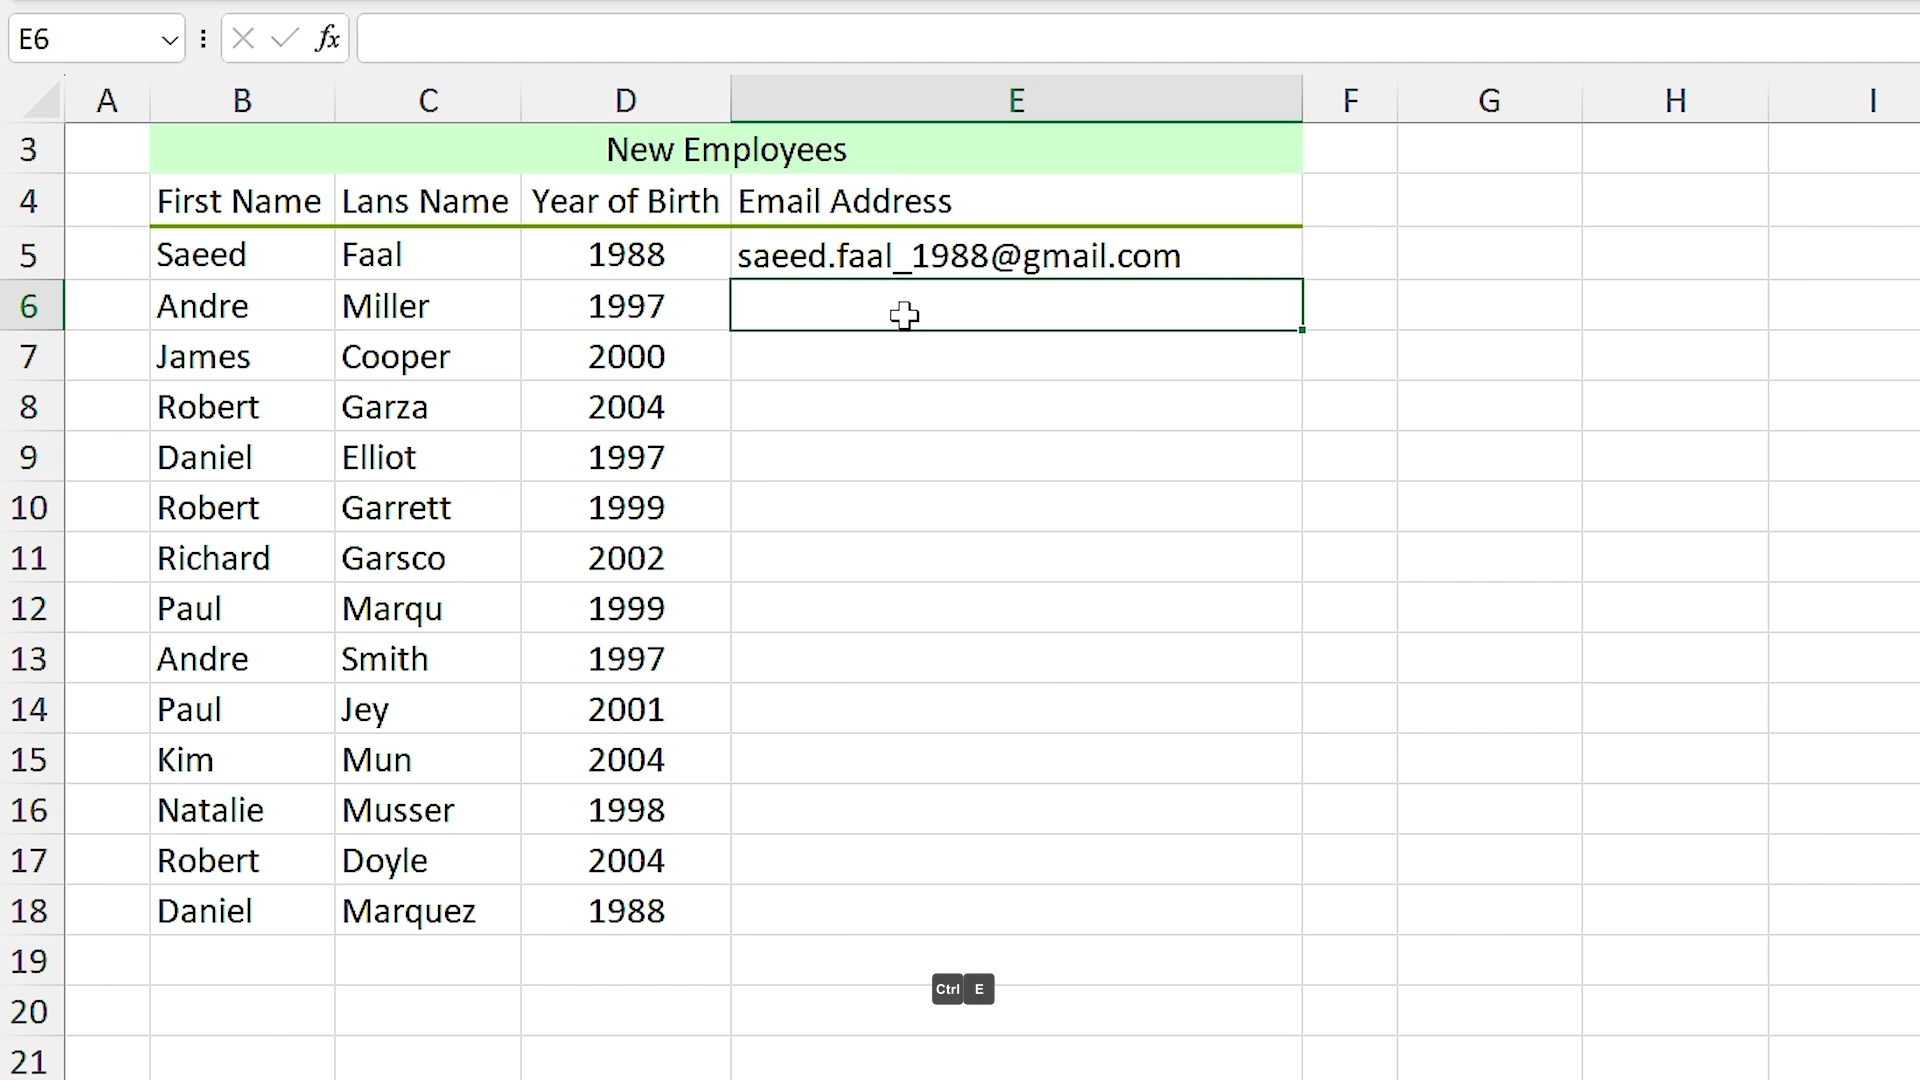 E6 fx
A B C D E F G H I
3 New Employees
4 First Name Lans Name Year of Birth Email Address
5 Saeed Faal 1988 saeed.faal_1988@gmail.com
6 Andre Miller 1997
7 James Cooper 2000
8 Robert Garza 2004
9 Daniel Elliot 1997
10 Robert Garrett 1999
11 Richard Garsco 2002
12 Paul Marqu 1999
13 Andre Smith 1997
14 Paul Jey 2001
15 Kim Mun 2004
16 Natalie Musser 1998
17 Robert Doyle 2004
18 Daniel Marquez 1988
19
Ctrl E
20
21